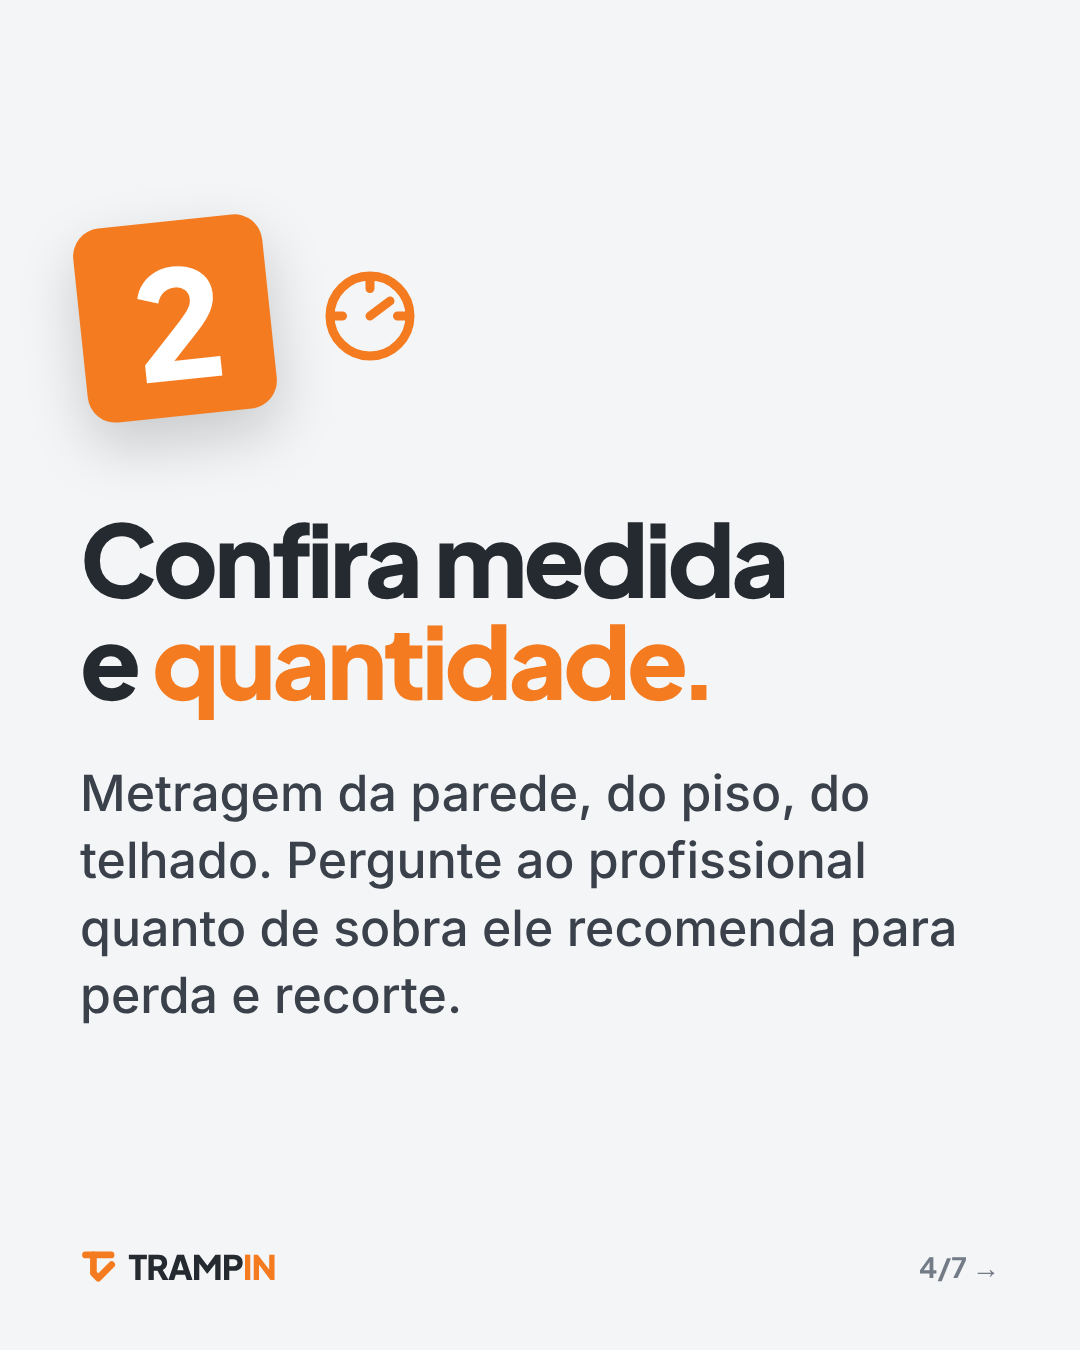 2
Confira medida
e quantidade.
Metragem da parede, do piso, do
telhado. Pergunte ao profissional
quanto de sobra ele recomenda para
perda e recorte.
TRAMPIN
4/7 →